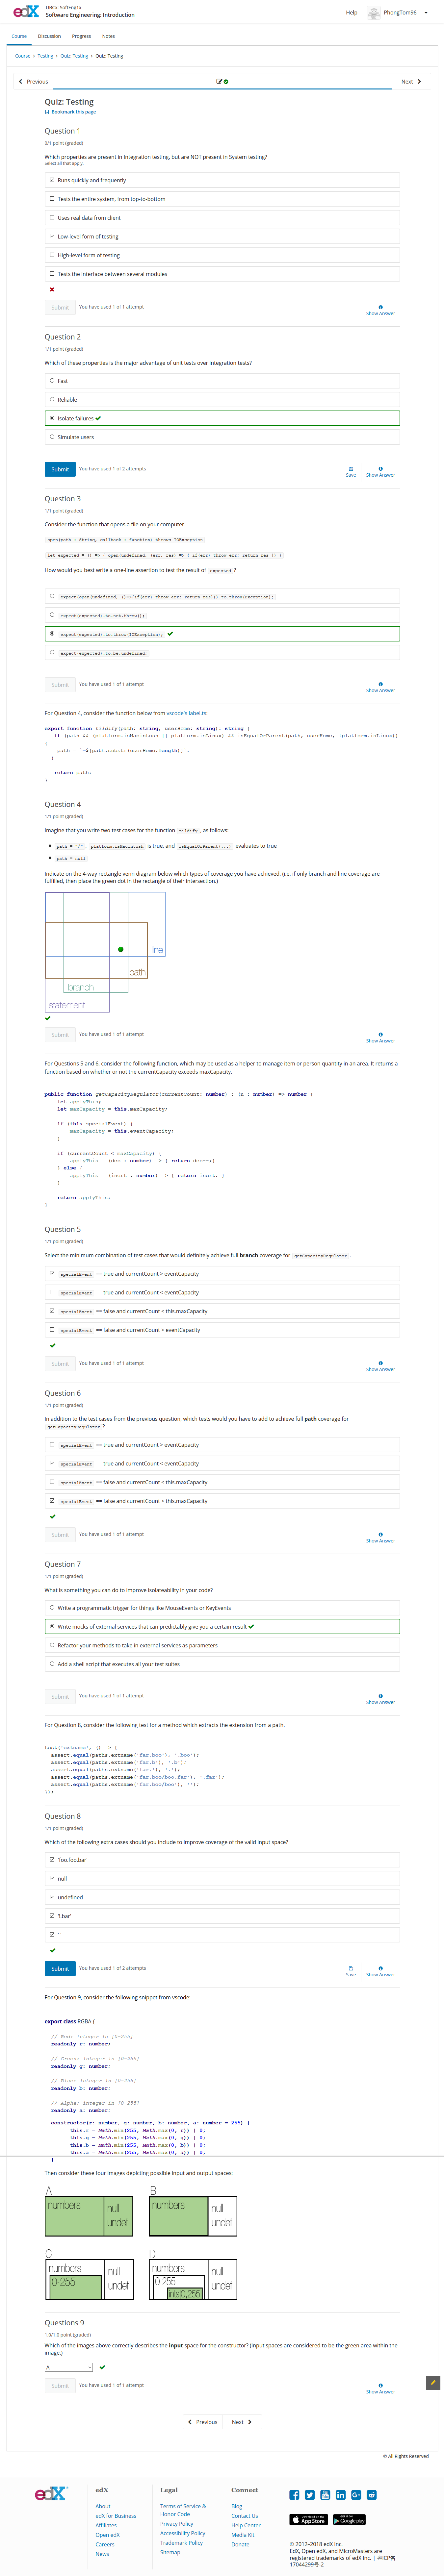 edX
UBCx: SoftEng1x
Software Engineering: Introduction
Help
PhongTom96
Course
Discussion
Progress
Notes
Course > Testing > Quiz: Testing > Quiz: Testing
Previous
Next
Quiz: Testing
Bookmark this page
Question 1
0/1 point (graded)
Which properties are present in Integration testing, but are NOT present in System testing?
Select all that apply.
Runs quickly and frequently
Tests the entire system, from top-to-bottom
Uses real data from client
Low-level form of testing
High-level form of testing
Tests the interface between several modules
Submit
You have used 1 of 1 attempt
Show Answer
Question 2
1/1 point (graded)
Which of these properties is the major advantage of unit tests over integration tests?
Fast
Reliable
Isolate failures
Simulate users
Submit
You have used 1 of 2 attempts
Save
Show Answer
Question 3
1/1 point (graded)
Consider the function that opens a file on your computer.
open(path : String, callback : Function) throws IOException
let expected = () => { open(undefined, (err, res) => { if(err) throw err; return res }) }
How would you best write a one-line assertion to test the result of expected ?
expect(open(undefined, ()=>{if(err) throw err; return res})).to.throw(Exception);
expect(expected).to.not.throw();
expect(expected).to.throw(IOException);
expect(expected).to.be.undefined;
Submit
You have used 1 of 1 attempt
Show Answer
For Question 4, consider the function below from vscode's label.ts:
export function tildify(path: string, userHome: string): string {
if (path && (platform.isMacintosh || platform.isLinux) && isEqualOrParent(path, userHome, !platform.isLinux))
{
path = `~${path.substr(userHome.length)}`;
}
return path;
}
Question 4
1/1 point (graded)
Imagine that you write two test cases for the function tildify , as follows:
path = "/" , platform.isMacintosh is true, and isEqualOrParent(...) evaluates to true
path = null
Indicate on the 4-way rectangle venn diagram below which types of coverage you have achieved. (i.e. if only branch and line coverage are
fulfilled, then place the green dot in the rectangle of their intersection.)
line
path
branch
statement
Submit
You have used 1 of 1 attempt
Show Answer
For Questions 5 and 6, consider the following function, which may be used as a helper to manage item or person quantity in an area. It returns a
function based on whether or not the currentCapacity exceeds maxCapacity.
public function getCapacityRegulator(currentCount: number) : (n : number) => number {
let applyThis;
let maxCapacity = this.maxCapacity;
if (this.specialEvent) {
maxCapacity = this.eventCapacity;
}
if (currentCount < maxCapacity) {
applyThis = (dec : number) => { return dec--;}
} else {
applyThis = (incrt : number) => { return incrt; }
}
return applyThis;
}
Question 5
1/1 point (graded)
Select the minimum combination of test cases that would definitely achieve full branch coverage for getCapacityRegulator .
specialEvent == true and currentCount > eventCapacity
specialEvent == true and currentCount < eventCapacity
specialEvent == false and currentCount < this.maxCapacity
specialEvent == false and currentCount > eventCapacity
Submit
You have used 1 of 1 attempt
Show Answer
Question 6
1/1 point (graded)
In addition to the test cases from the previous question, which tests would you have to add to achieve full path coverage for
getCapacityRegulator ?
specialEvent == true and currentCount > eventCapacity
specialEvent == true and currentCount < eventCapacity
specialEvent == false and currentCount < this.maxCapacity
specialEvent == false and currentCount > this.maxCapacity
Submit
You have used 1 of 1 attempt
Show Answer
Question 7
1/1 point (graded)
What is something you can do to improve isolateability in your code?
Write a programmatic trigger for things like MouseEvents or KeyEvents
Write mocks of external services that can predictably give you a certain result
Refactor your methods to take in external services as parameters
Add a shell script that executes all your test suites
Submit
You have used 1 of 1 attempt
Show Answer
For Question 8, consider the following test for a method which extracts the extension from a path.
test('extname', () => {
assert.equal(paths.extname('far.boo'), '.boo');
assert.equal(paths.extname('far.b'), '.b');
assert.equal(paths.extname('far.'), '.');
assert.equal(paths.extname('far.boo/boo.far'), '.far');
assert.equal(paths.extname('far.boo/boo'), '');
});
Question 8
1/1 point (graded)
Which of the following extra cases should you include to improve coverage of the valid input space?
'foo.foo.bar'
null
undefined
'!.bar'
' '
Submit
You have used 1 of 2 attempts
Save
Show Answer
For Question 9, consider the following snippet from vscode:
export class RGBA {
// Red: integer in [0-255]
readonly r: number;
// Green: integer in [0-255]
readonly g: number;
// Blue: integer in [0-255]
readonly b: number;
// Alpha: integer in [0-255]
readonly a: number;
constructor(r: number, g: number, b: number, a: number = 255) {
this.r = Math.min(255, Math.max(0, r)) | 0;
this.g = Math.min(255, Math.max(0, g)) | 0;
this.b = Math.min(255, Math.max(0, b)) | 0;
this.a = Math.min(255, Math.max(0, a)) | 0;
}
Then consider these four images depicting possible input and output spaces:
A
B
numbers
null
undef
numbers
null
undef
C
D
numbers
0-255
null
undef
numbers
0-255
ints[0,255]
null
undef
Questions 9
1.0/1.0 point (graded)
Which of the images above correctly describes the input space for the constructor? (Input spaces are considered to be the green area within the
image.)
A
Submit
You have used 1 of 1 attempt
Show Answer
Previous
Next
© All Rights Reserved
edX
edX
About
edX for Business
Affiliates
Open edX
Careers
News
Legal
Terms of Service &
Honor Code
Privacy Policy
Accessibility Policy
Trademark Policy
Sitemap
Connect
Blog
Contact Us
Help Center
Media Kit
Donate
App Store
Google play
© 2012–2018 edX Inc.
EdX, Open edX, and MicroMasters are
registered trademarks of edX Inc. | 粤ICP备
17044299号-2